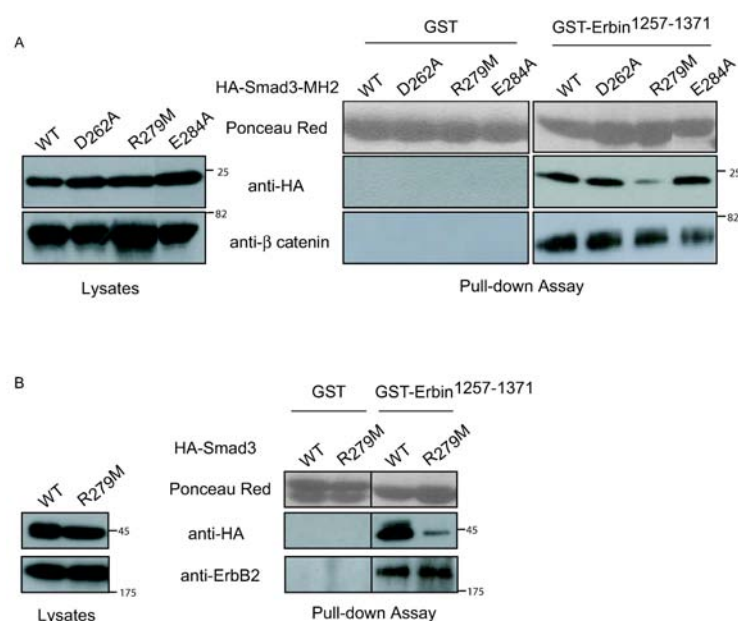 A
GST
GST-Erbin1257-1371
HA-Smad3-MH2
WT D262A R279M E284A
WT D262A R279M E284A
WT D262A R279M E284A
Ponceau Red
anti-HA
25
25
anti-β catenin
82
82
Lysates
Pull-down Assay
B
GST
GST-Erbin1257-1371
HA-Smad3
WT R279M
WT R279M
WT R279M
Ponceau Red
anti-HA
45
45
anti-ErbB2
175
175
Lysates
Pull-down Assay